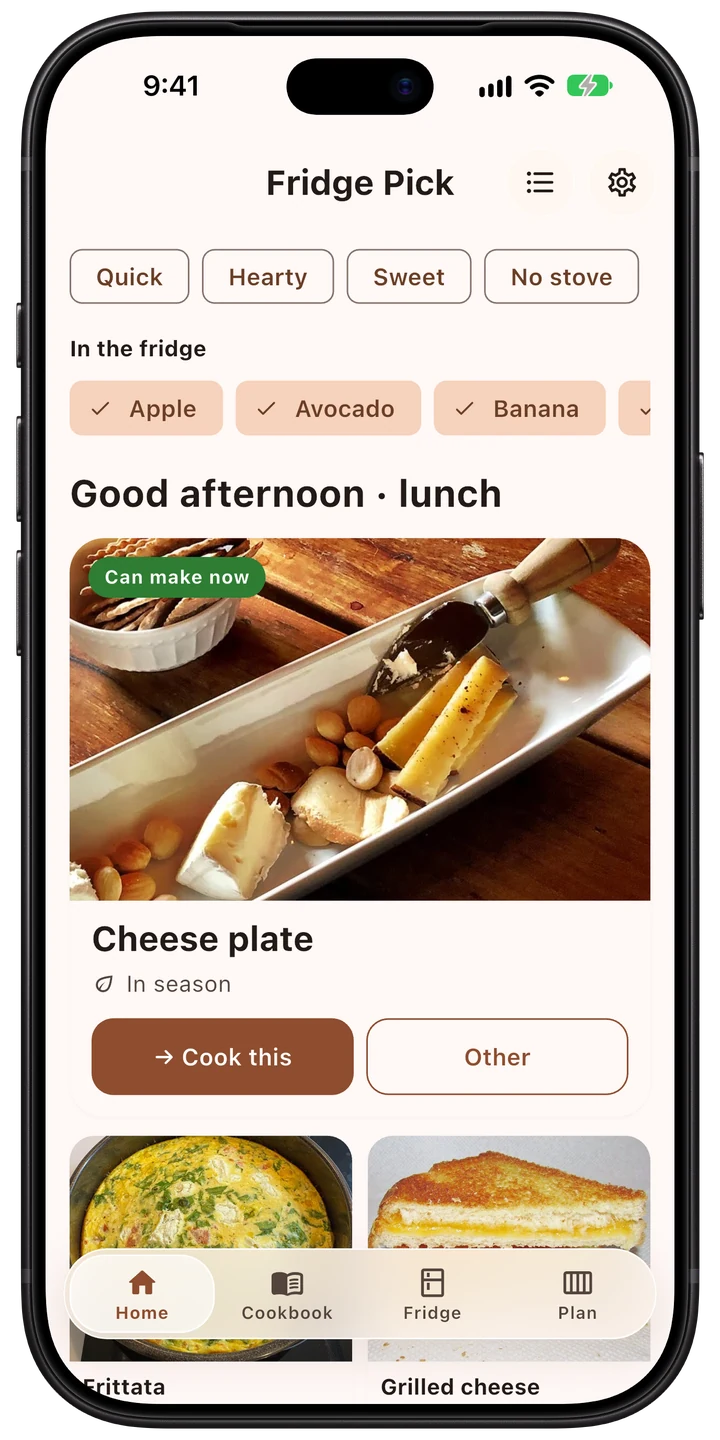 9:41
Fridge Pick
Quick Hearty Sweet No stove
In the fridge
Apple Avocado Banana
Good afternoon · lunch
Can make now
Cheese plate
In season
→ Cook this Other
Home Cookbook Fridge Plan
Frittata Grilled cheese